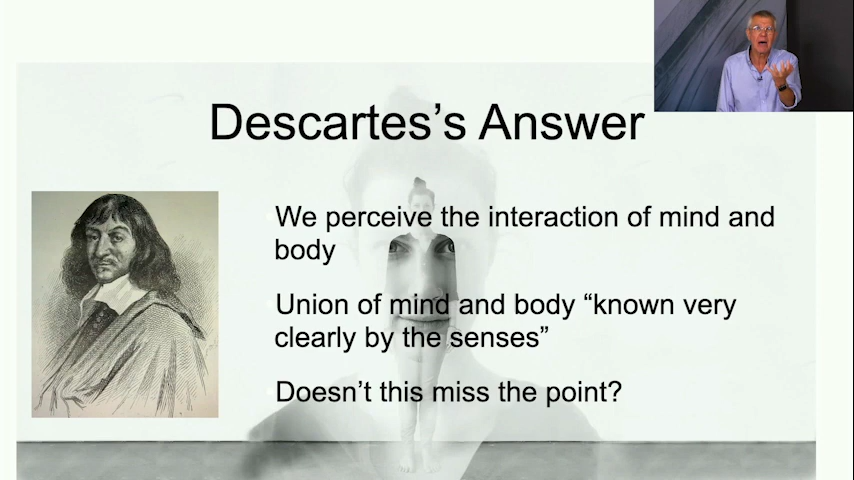 Descartes’s Answer
We perceive the interaction of mind and
body
Union of mind and body “known very
clearly by the senses”
Doesn’t this miss the point?